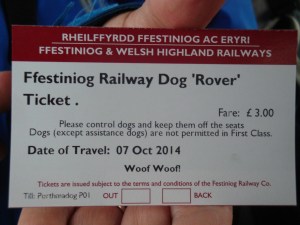 RHEILFFYRDD FFESTINIOG AC ERYRI
FFESTINIOG & WELSH HIGHLAND RAILWAYS
Ffestiniog Railway Dog 'Rover'
Ticket .
Fare: £ 3.00
Please control dogs and keep them off the seats
Dogs (except assistance dogs) are not permitted in First Class.
Date of Travel: 07 Oct 2014
Woof Woof!
Tickets are issued subject to the terms and conditions of the Festiniog Railway Co.
Till: Porthmadog P01 OUT BACK